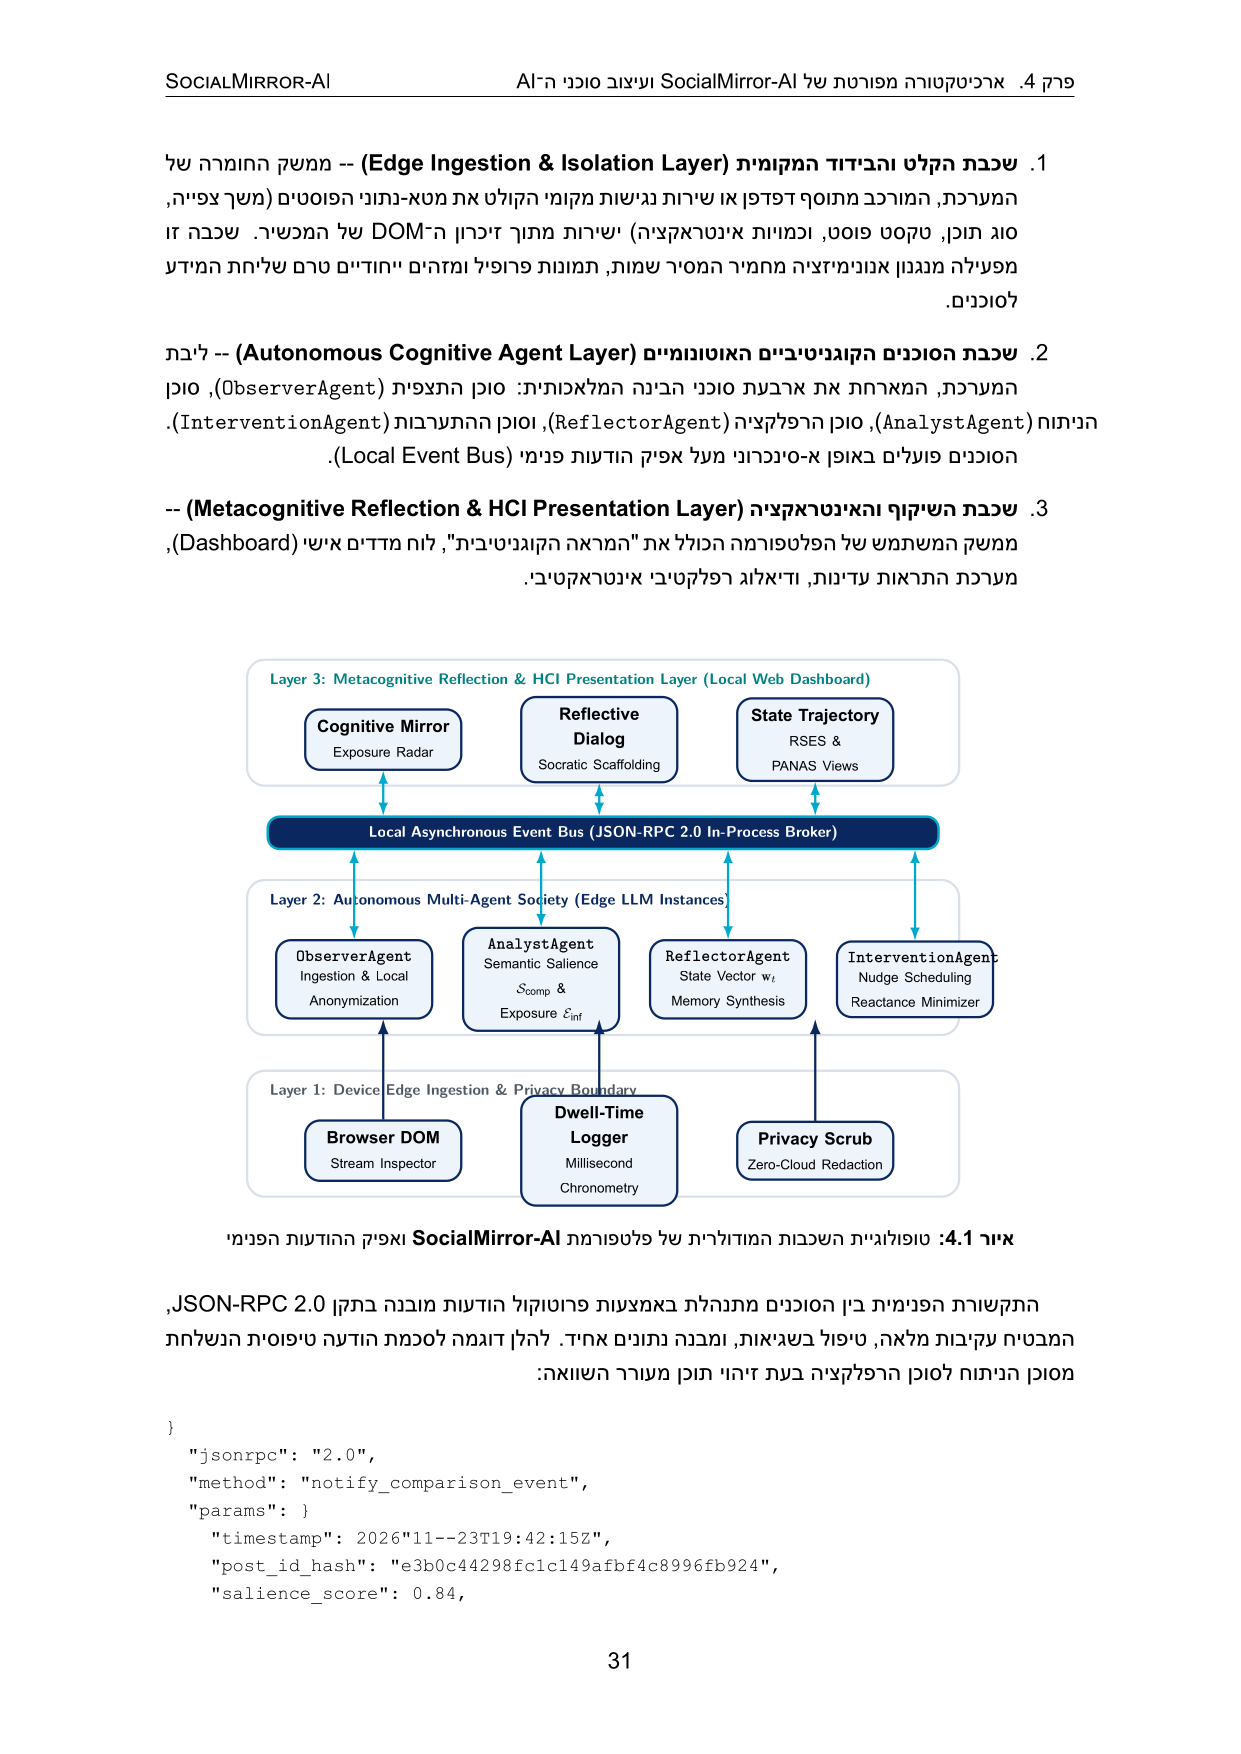 פרק 4. ארכיטקטורה מפורטת של SocialMirror-AI ועיצוב סוכני ה־AI
SOCIALMIRROR-AI
1. שכבת הקלט והבידוד המקומית (Edge Ingestion & Isolation Layer) -- ממשק החומרה של
המערכת, המורכב מתוסף דפדפן או שירות נגישות מקומי הקולט את מטא-נתוני הפוסטים (משך צפייה,
סוג תוכן, טקסט פוסט, וכמויות אינטראקציה) ישירות מתוך זיכרון ה־DOM של המכשיר. שכבה זו
מפעילה מנגנון אנונימיזציה מחמיר המסיר שמות, תמונות פרופיל ומזהים ייחודיים טרם שליחת המידע
לסוכנים.
2. שכבת הסוכנים הקוגניטיביים האוטונומיים (Autonomous Cognitive Agent Layer) -- ליבת
המערכת, המארחת את ארבעת סוכני הבינה המלאכותית: סוכן התצפית (ObserverAgent), סוכן
הניתוח (AnalystAgent), סוכן הרפלקציה (ReflectorAgent), וסוכן ההתערבות (InterventionAgent).
הסוכנים פועלים באופן א-סינכרוני מעל אפיק הודעות פנימי (Local Event Bus).
3. שכבת השיקוף והאינטראקציה (Metacognitive Reflection & HCI Presentation Layer) --
ממשק המשתמש של הפלטפורמה הכולל את "המראה הקוגניטיבית", לוח מדדים אישי (Dashboard),
מערכת התראות עדינות, ודיאלוג רפלקטיבי אינטראקטיבי.
Layer 3: Metacognitive Reflection & HCI Presentation Layer (Local Web Dashboard)
Cognitive Mirror
Exposure Radar
Reflective
Dialog
Socratic Scaffolding
State Trajectory
RSES &
PANAS Views
Local Asynchronous Event Bus (JSON-RPC 2.0 In-Process Broker)
Layer 2: Autonomous Multi-Agent Society (Edge LLM Instances)
ObserverAgent
Ingestion & Local
Anonymization
AnalystAgent
Semantic Salience
𝒮comp &
Exposure ℰinf
ReflectorAgent
State Vector wt
Memory Synthesis
InterventionAgent
Nudge Scheduling
Reactance Minimizer
Layer 1: Device Edge Ingestion & Privacy Boundary
Browser DOM
Stream Inspector
Dwell-Time
Logger
Millisecond
Chronometry
Privacy Scrub
Zero-Cloud Redaction
איור 4.1: טופולוגיית השכבות המודולרית של פלטפורמת SocialMirror-AI ואפיק ההודעות הפנימי
התקשורת הפנימית בין הסוכנים מתנהלת באמצעות פרוטוקול הודעות מובנה בתקן JSON-RPC 2.0,
המבטיח עקיבות מלאה, טיפול בשגיאות, ומבנה נתונים אחיד. להלן דוגמה לסכמת הודעה טיפוסית הנשלחת
מסוכן הניתוח לסוכן הרפלקציה בעת זיהוי תוכן מעורר השוואה:
}
"jsonrpc": "2.0",
"method": "notify_comparison_event",
"params": }
"timestamp": 2026"11--23T19:42:15Z",
"post_id_hash": "e3b0c44298fc1c149afbf4c8996fb924",
"salience_score": 0.84,
31